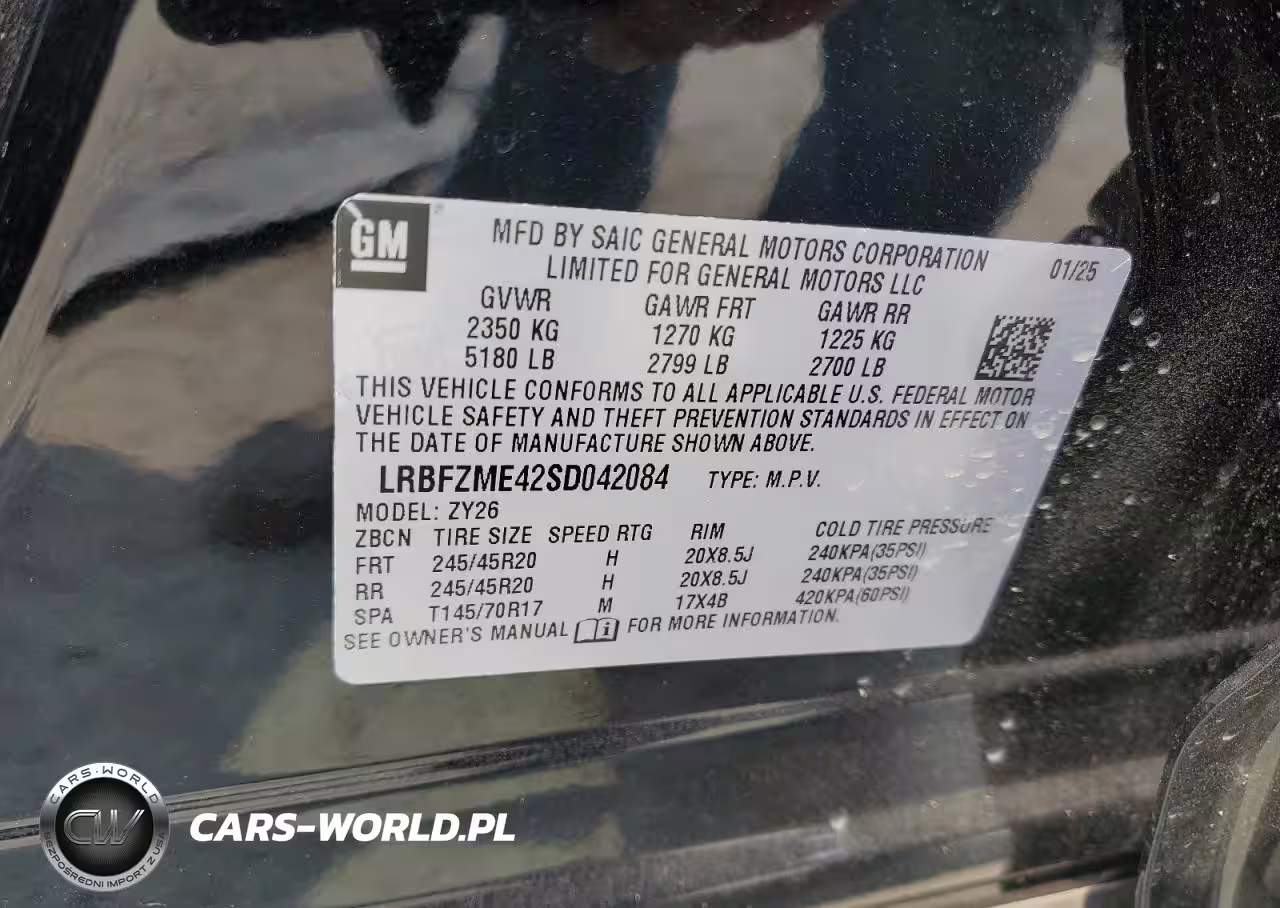 GM
MFD BY SAIC GENERAL MOTORS CORPORATION
LIMITED FOR GENERAL MOTORS LLC
01/25
GVWR GAWR FRT GAWR RR
2350 KG 1270 KG 1225 KG
5180 LB 2799 LB 2700 LB
THIS VEHICLE CONFORMS TO ALL APPLICABLE U.S. FEDERAL MOTOR
VEHICLE SAFETY AND THEFT PREVENTION STANDARDS IN EFFECT ON
THE DATE OF MANUFACTURE SHOWN ABOVE.
LRBFZME42SD042084 TYPE: M.P.V.
MODEL: ZY26
ZBCN TIRE SIZE SPEED RTG RIM COLD TIRE PRESSURE
FRT 245/45R20 H 20X8.5J 240KPA(35PSI)
RR 245/45R20 H 20X8.5J 240KPA(35PSI)
SPA T145/70R17 M 17X4B 420KPA(60PSI)
SEE OWNER'S MANUAL FOR MORE INFORMATION.
CARS-WORLD
CW
BEZPOŚREDNI IMPORT Z USA
CARS-WORLD.PL